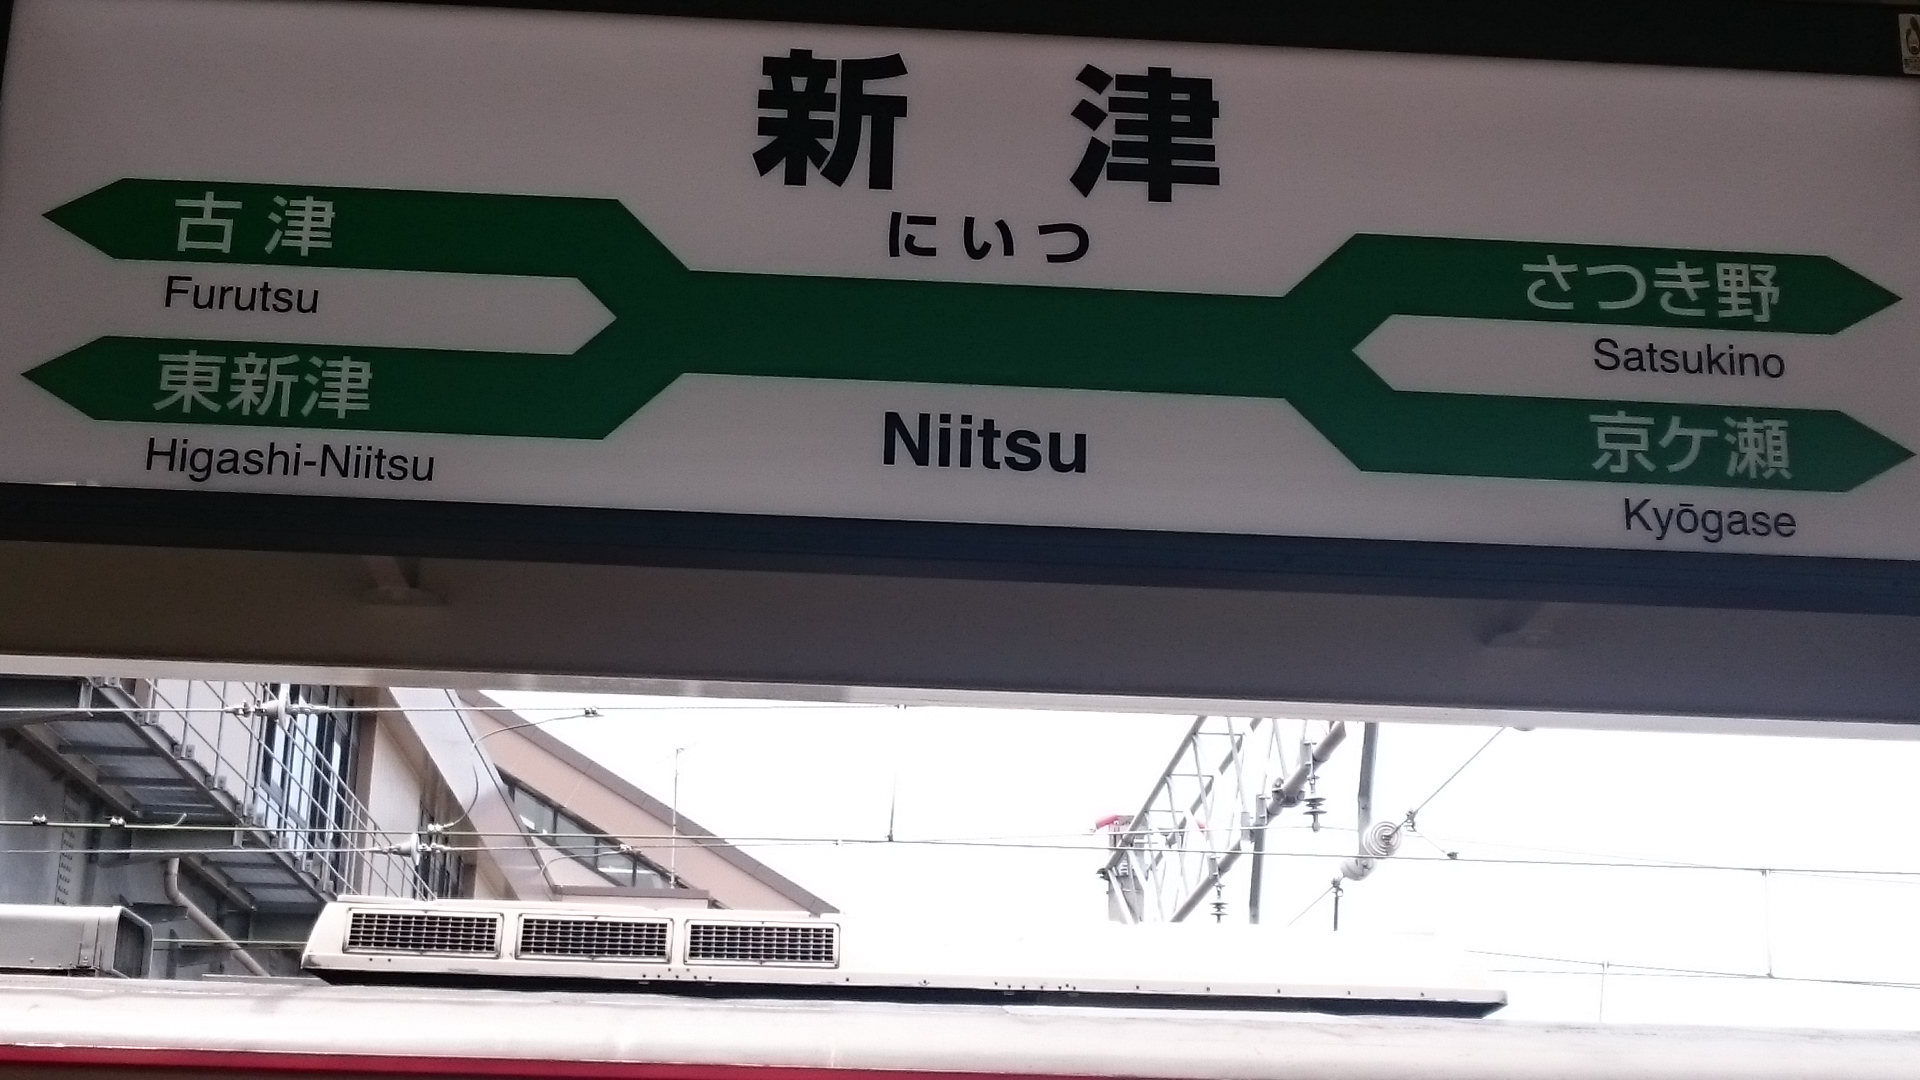 新津
にいつ
古津
Furutsu
東新津
Higashi-Niitsu
Niitsu
さつき野
Satsukino
京ケ瀬
Kyōgase